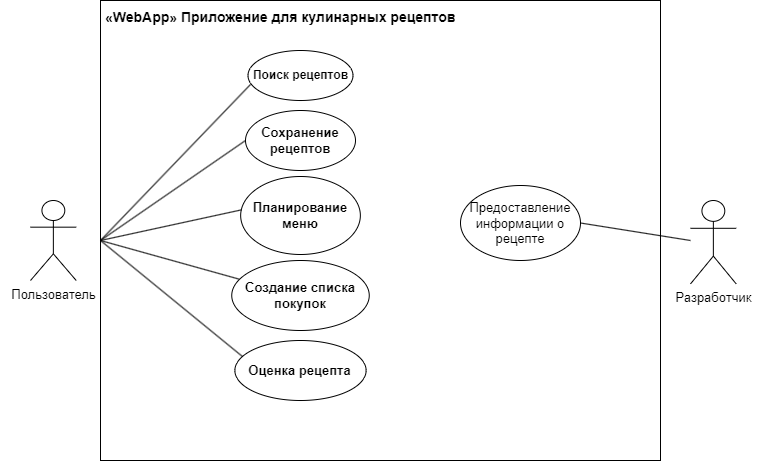 «WebApp» Приложение для кулинарных рецептов
Поиск рецептов
Сохранение
рецептов
Планирование
меню
Создание списка
покупок
Оценка рецепта
Предоставление
информации о
рецепте
Пользователь
Разработчик